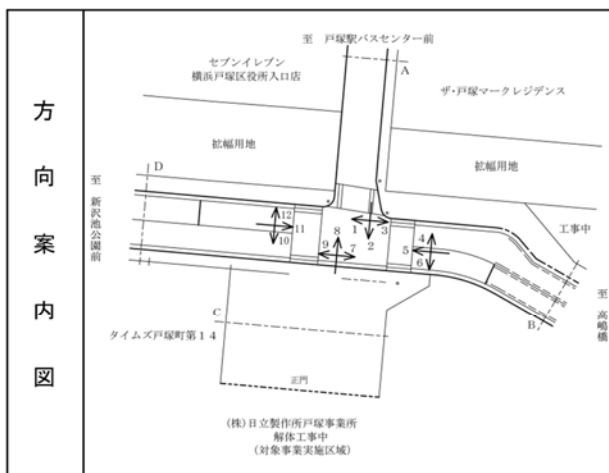 方向案内図
至　戸塚駅バスセンター前
セブンイレブン
横浜戸塚区役所入口店
A
ザ・戸塚マークレジデンス
拡幅用地
拡幅用地
D
至　新沢池公園前
工事中
12
11
10
8
9
7
1
2
3
4
5
6
至　高嶋橋
B
C
タイムズ戸塚町第１４
正門
(株)日立製作所戸塚事業所
解体工事中
(対象事業実施区域)